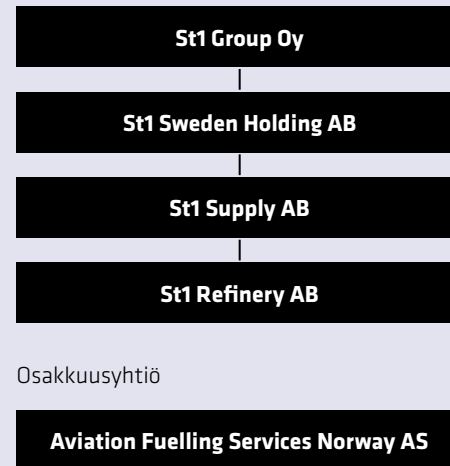 St1 Group Oy
St1 Sweden Holding AB
St1 Supply AB
St1 Refinery AB
Osakkuusyhtiö
Aviation Fuelling Services Norway AS